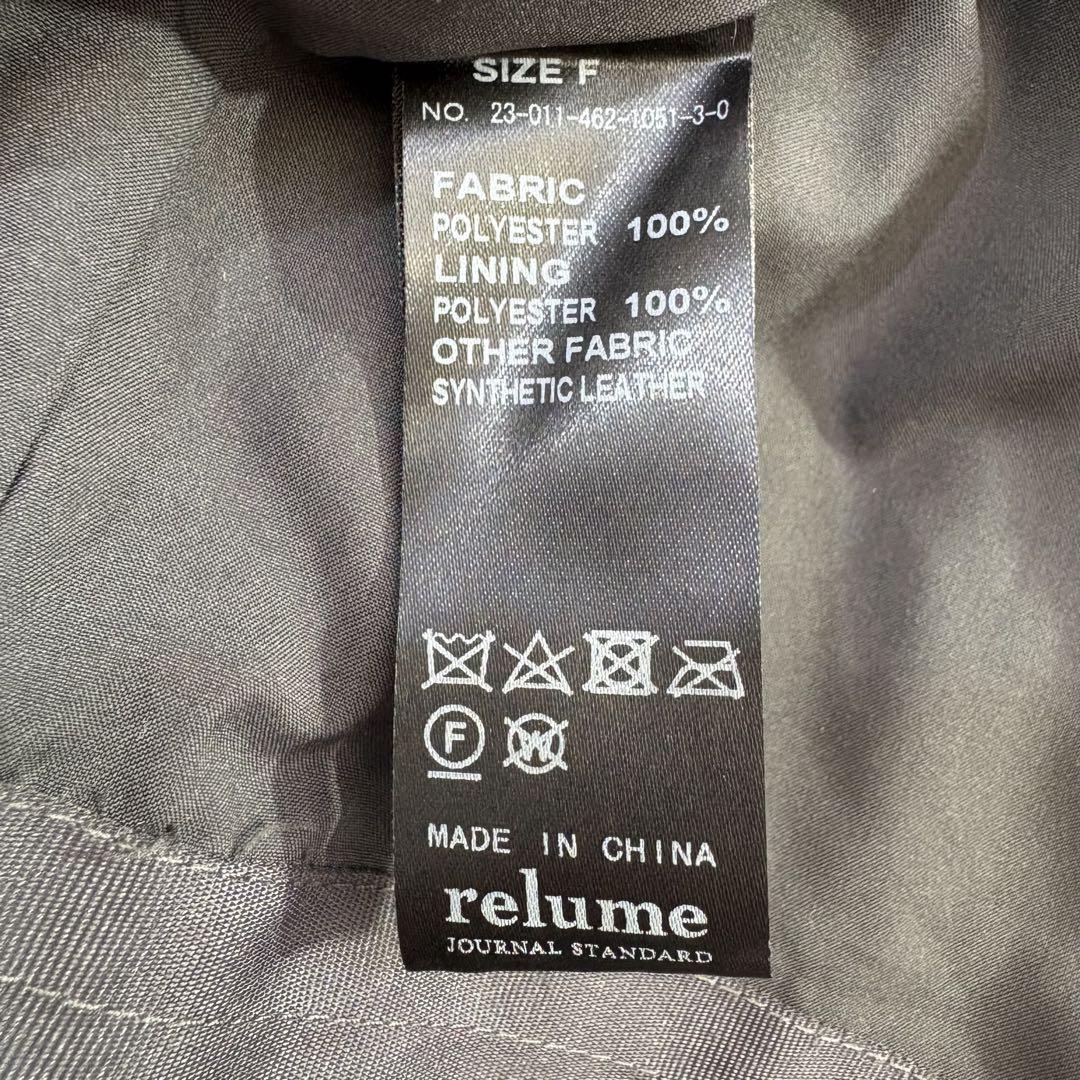 SIZE F
NO. 23-011-462-1051-3-0
FABRIC
POLYESTER 100%
LINING
POLYESTER 100%
OTHER FABRIC
SYNTHETIC LEATHER
F W
MADE IN CHINA
relume
JOURNAL STANDARD